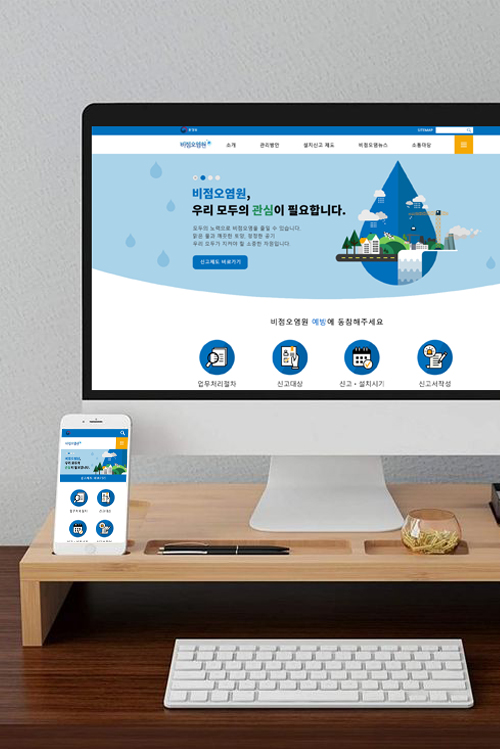 환경부
SITEMAP
비점오염원
소개
관리방안
설치신고 제도
비점오염뉴스
소통마당
비점오염원,
우리 모두의 관심이 필요합니다.
모두의 노력으로 비점오염을 줄일 수 있습니다.
맑은 물과 깨끗한 토양, 청정한 공기
우리 모두가 지켜야 할 소중한 자원입니다.
신고제도 바로가기
비점오염원 예방에 동참해주세요
업무처리절차
신고대상
신고 • 설치시기
신고서작성
비점오염원,
우리 모두의
관심이 필요합니다.
신고제도 바로가기
업무처리절차
신고대상